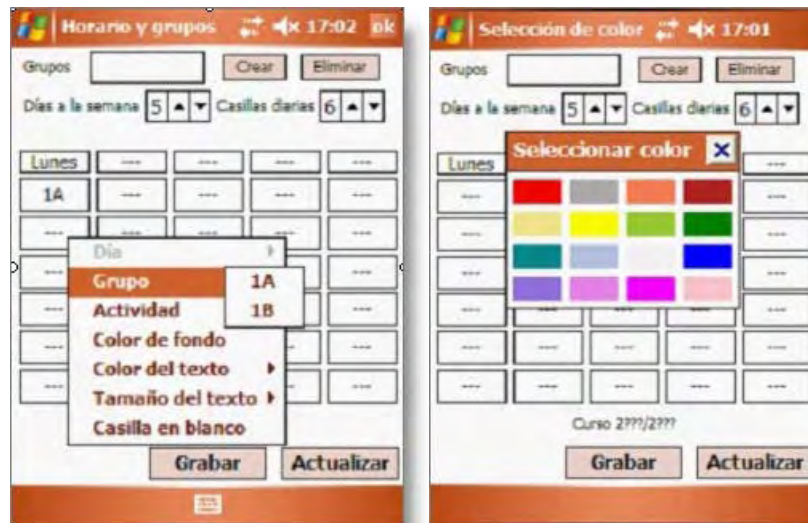 Horario y grupos 17:02 ok
Grupos Crear Eliminar
Días a la semana 5 Casillas diarias 6
Lunes --- --- --- ---
1A --- --- --- ---
--- --- --- --- ---
Día
Grupo 1A
Actividad 1B
Color de fondo
--- ---
Color del texto
--- ---
Tamaño del texto
Casilla en blanco
Grabar Actualizar
Selección de color 17:01
Grupos Crear Eliminar
Días a la semana 5 Casillas diarias 6
Seleccionar color
Lunes ---
--- ---
--- ---
--- ---
--- --- --- --- ---
--- --- --- --- ---
Curso 2???/2???
Grabar Actualizar